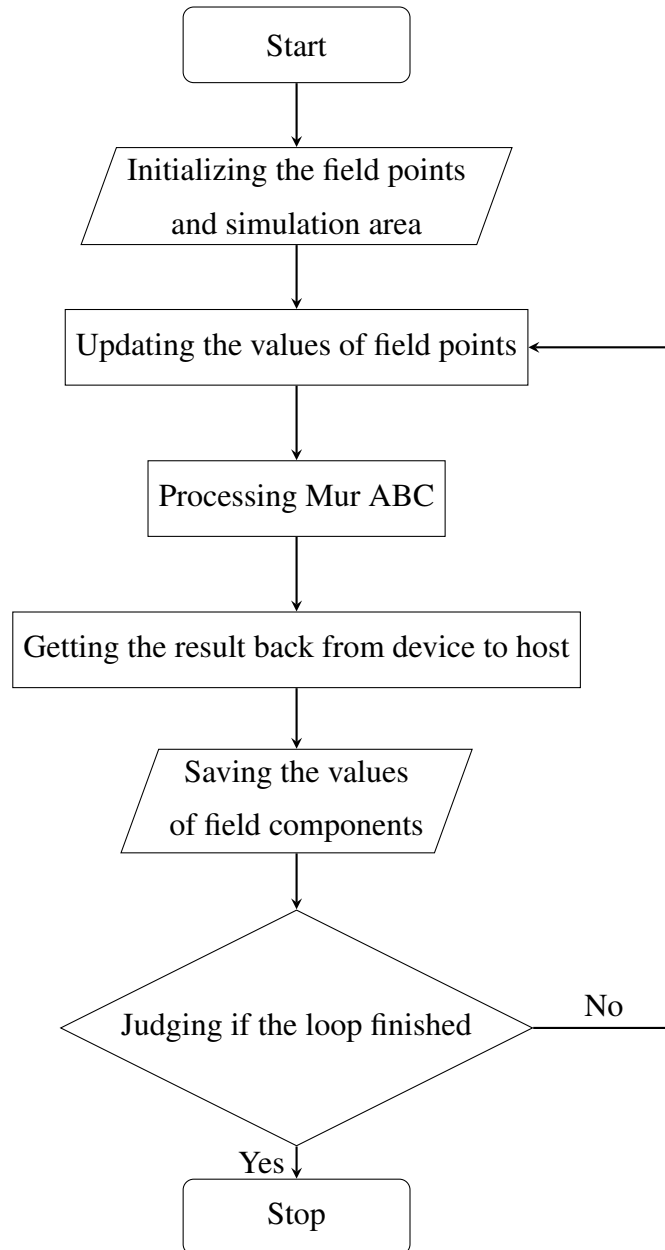 Start
Initializing the field points
and simulation area
Updating the values of field points
Processing Mur ABC
Getting the result back from device to host
Saving the values
of field components
Judging if the loop finished
No
Yes
Stop